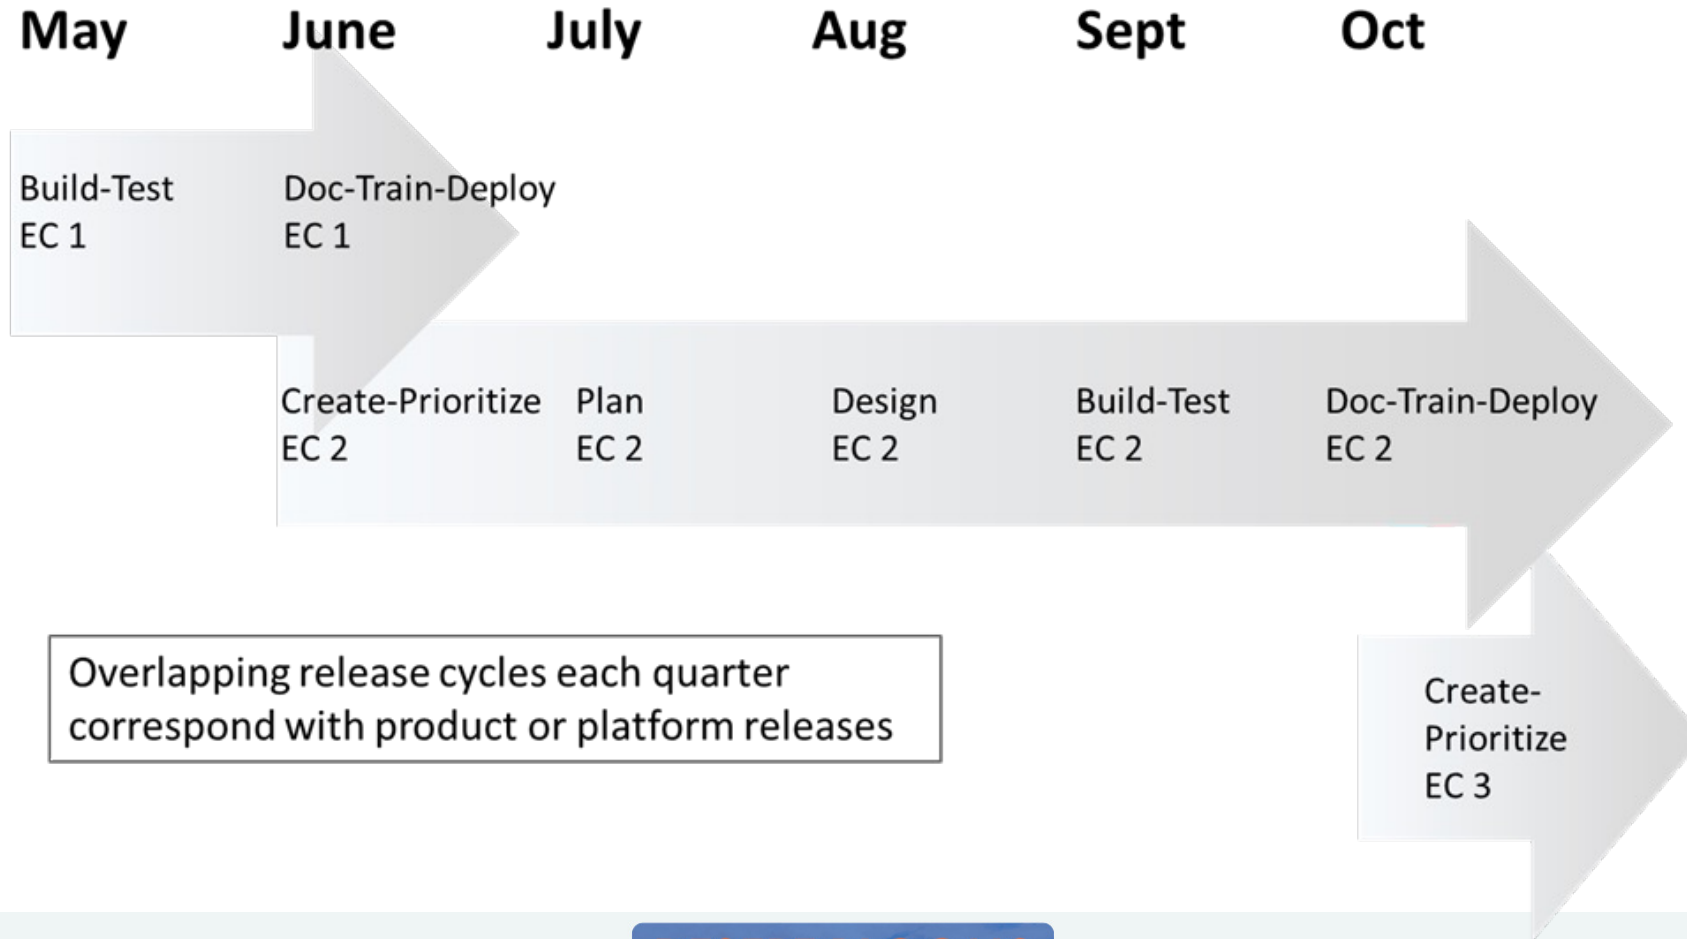 May June July Aug Sept Oct
Build-Test Doc-Train-Deploy
EC 1 EC 1
Create-Prioritize Plan Design Build-Test Doc-Train-Deploy
EC 2 EC 2 EC 2 EC 2 EC 2
Overlapping release cycles each quarter
correspond with product or platform releases
Create-
Prioritize
EC 3